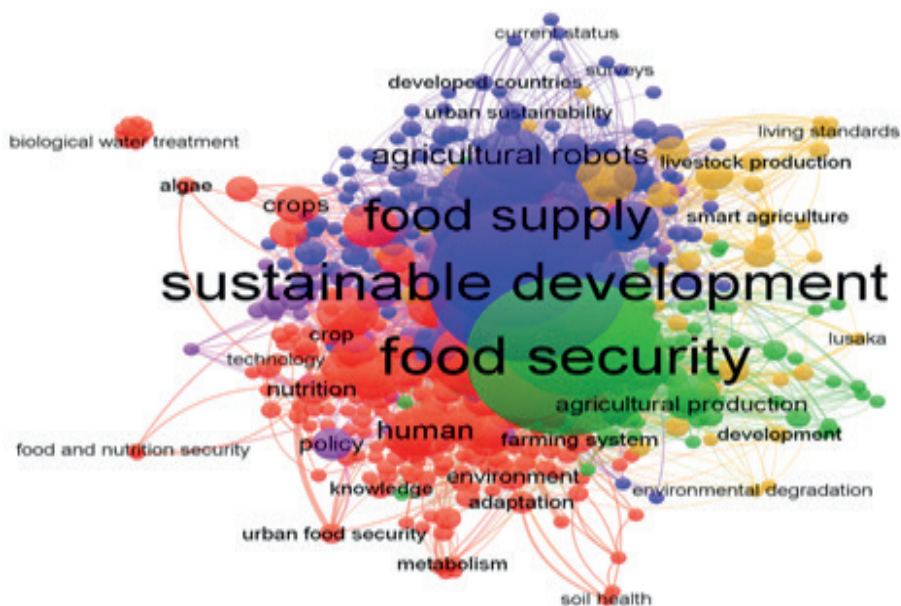 current status
surveys
developed countries
urban sustainability
living standards
biological water treatment
agricultural robots
livestock production
algae
crops
food supply
smart agriculture
sustainable development
crop
food security
lusaka
technology
nutrition
agricultural production
policy
human
farming system
development
food and nutrition security
environment
knowledge
adaptation
environmental degradation
urban food security
metabolism
soil health